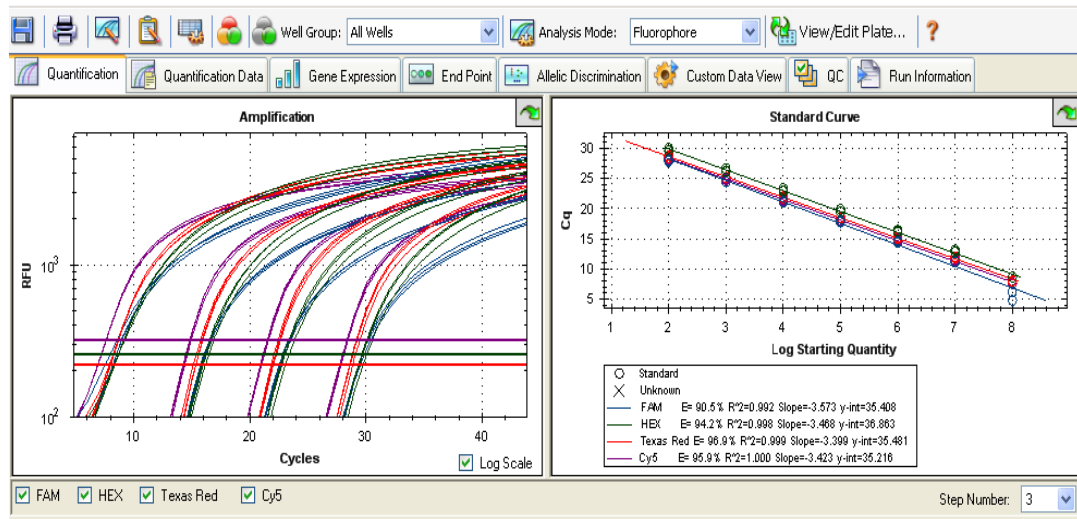 Well Group: All Wells Analysis Mode: Fluorophore View/Edit Plate... ?
Quantification Quantification Data Gene Expression End Point Allelic Discrimination Custom Data View QC Run Information
Amplification
RFU
10^3
10^2
10 20 30 40
Cycles
Log Scale
Standard Curve
Cq
30
25
20
15
10
5
1 2 3 4 5 6 7 8
Log Starting Quantity
Standard
Unknown
FAM E= 90.5% R^2=0.992 Slope=-3.573 y-int=35.408
HEX E= 94.2% R^2=0.998 Slope=-3.468 y-int=36.863
Texas Red E= 96.9% R^2=0.999 Slope=-3.399 y-int=35.481
Cy5 E= 95.9% R^2=1.000 Slope=-3.423 y-int=35.216
FAM HEX Texas Red Cy5 Step Number: 3